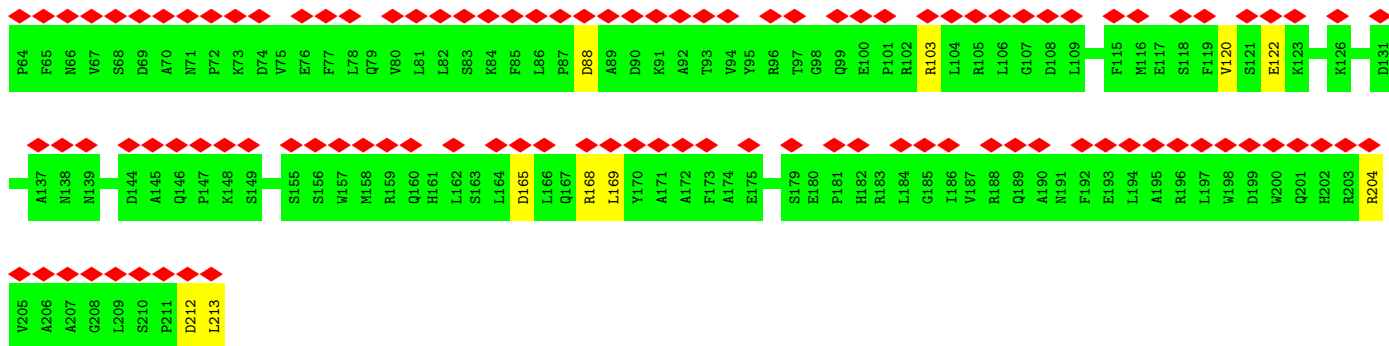 P64 F65 N66 V67 S68 D69 A70 N71 P72 K73 D74 V75 E76 F77 L78 Q79 V80 L81 L82 S83 K84 F85 L86 P87 D88 A89 D90 K91 A92 T93 V94 Y95 R96 T97 G98 Q99 E100 P101 R102 R103 L104 R105 L106 G107 D108 L109 F115 M116 E117 S118 F119 V120 S121 E122 K123 K126 D131
A137 N138 N139 D144 A145 Q146 P147 K148 S149 S155 S156 W157 M158 R159 Q160 H161 L162 S163 L164 D165 L166 Q167 R168 L169 Y170 A171 A172 F173 A174 E175 S179 E180 P181 H182 R183 L184 G185 I186 V187 R188 Q189 A190 N191 F192 E193 L194 A195 R196 L197 W198 D199 W200 Q201 H202 R203 R204
V205 A206 A207 G208 L209 S210 P211 D212 L213